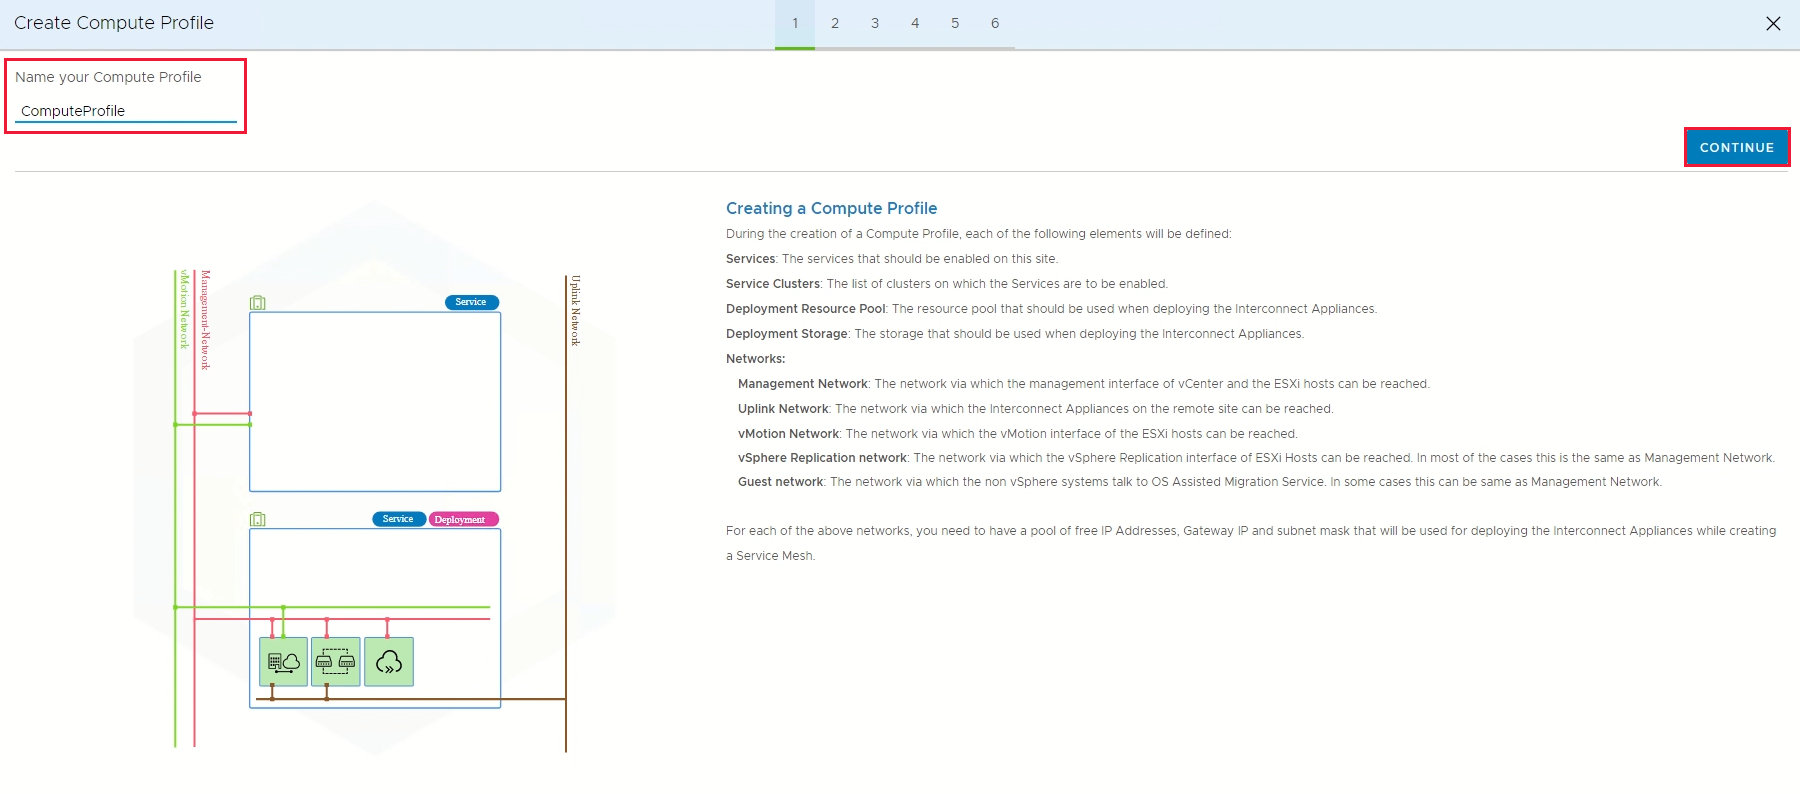 Create Compute Profile
1 2 3 4 5 6
Name your Compute Profile
ComputeProfile
CONTINUE
vMotion Network
Management-Network
Service
Uplink Network
Service
Deployment
Creating a Compute Profile
During the creation of a Compute Profile, each of the following elements will be defined:
Services: The services that should be enabled on this site.
Service Clusters: The list of clusters on which the Services are to be enabled.
Deployment Resource Pool: The resource pool that should be used when deploying the Interconnect Appliances.
Deployment Storage: The storage that should be used when deploying the Interconnect Appliances.
Networks:
Management Network: The network via which the management interface of vCenter and the ESXi hosts can be reached.
Uplink Network: The network via which the Interconnect Appliances on the remote site can be reached.
vMotion Network: The network via which the vMotion interface of the ESXi hosts can be reached.
vSphere Replication network: The network via which the vSphere Replication interface of ESXi Hosts can be reached. In most of the cases this is the same as Management Network.
Guest network: The network via which the non vSphere systems talk to OS Assisted Migration Service. In some cases this can be same as Management Network.
For each of the above networks, you need to have a pool of free IP Addresses, Gateway IP and subnet mask that will be used for deploying the Interconnect Appliances while creating
a Service Mesh.